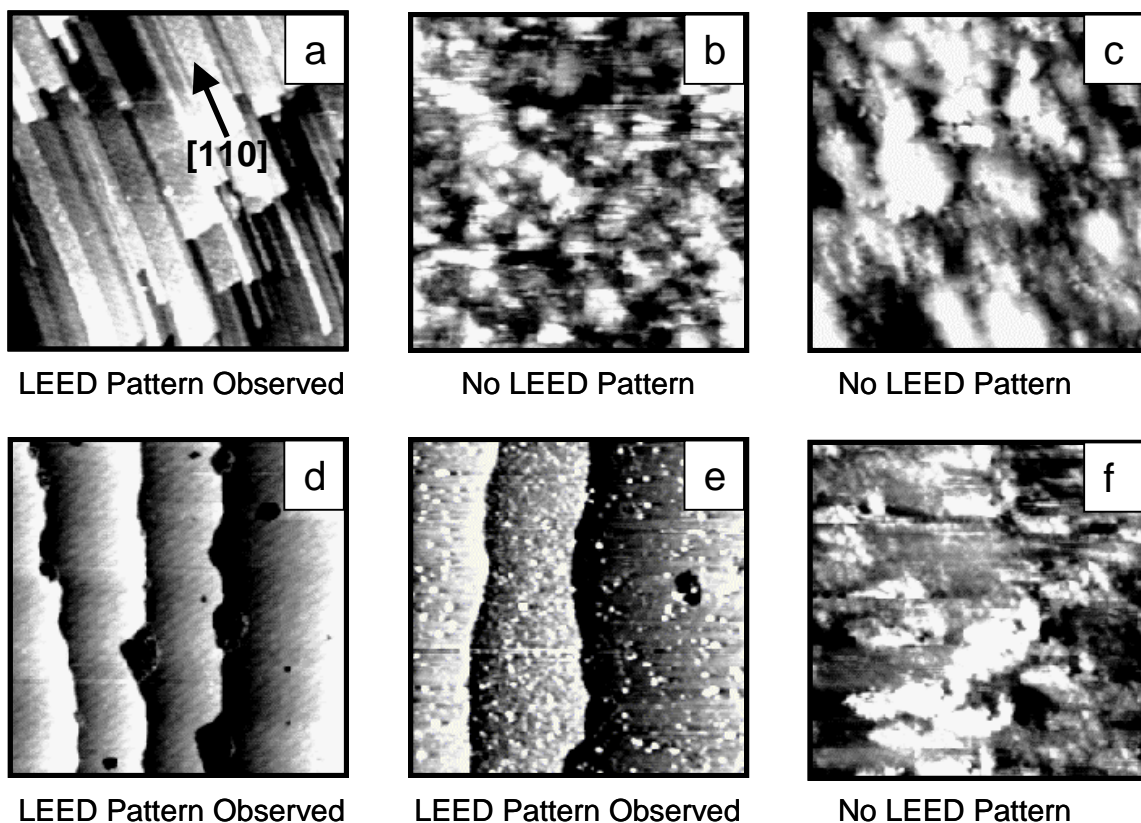 a
[110]
b
c
LEED Pattern Observed
No LEED Pattern
No LEED Pattern
d
e
f
LEED Pattern Observed
LEED Pattern Observed
No LEED Pattern